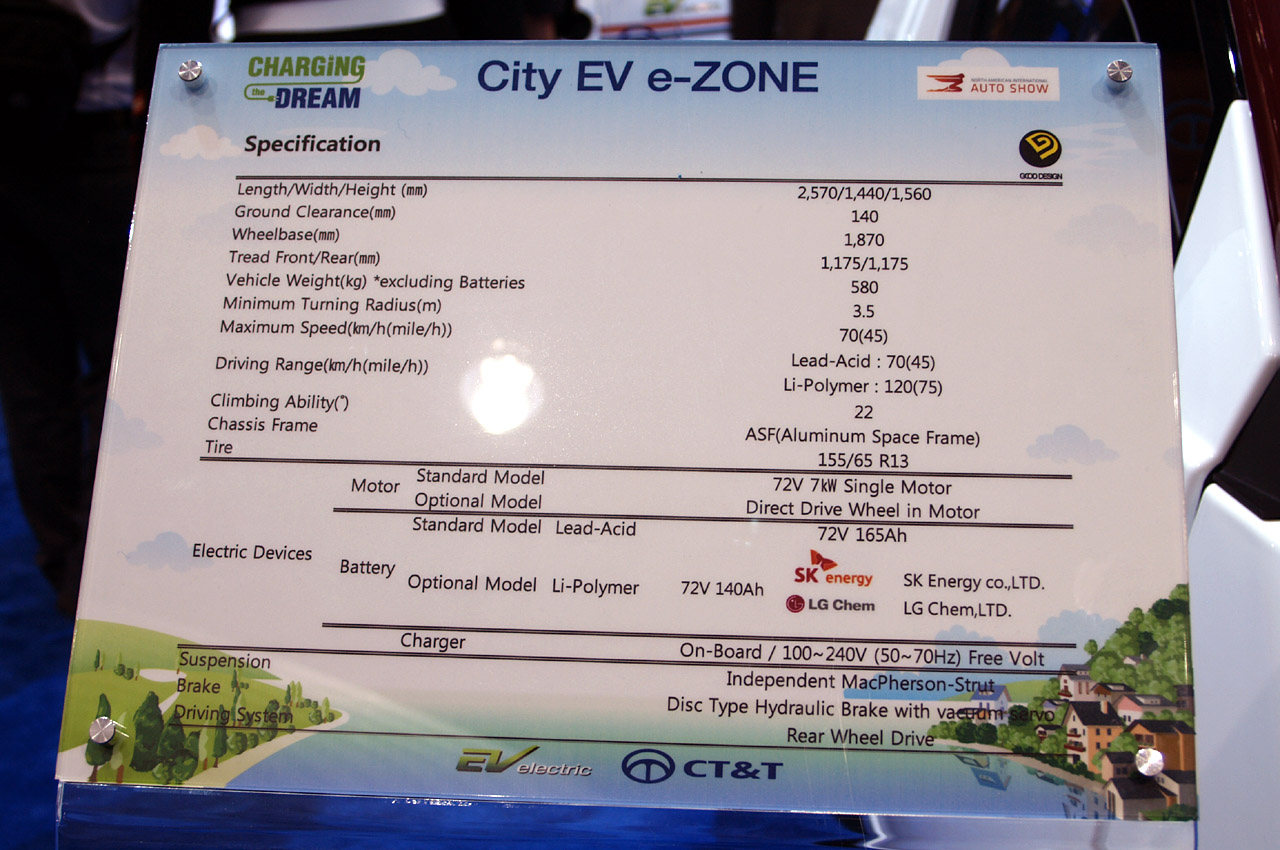 CHARGiNG
the DREAM
City EV e-ZONE
NORTH AMERICAN INTERNATIONAL
AUTO SHOW
Specification
GOOD DESIGN
Length/Width/Height (㎜) 2,570/1,440/1,560
Ground Clearance(㎜) 140
Wheelbase(㎜) 1,870
Tread Front/Rear(㎜) 1,175/1,175
Vehicle Weight(kg) *excluding Batteries 580
Minimum Turning Radius(m) 3.5
Maximum Speed(㎞/h(mile/h)) 70(45)
Driving Range(㎞/h(mile/h)) Lead-Acid : 70(45)
Li-Polymer : 120(75)
Climbing Ability(°) 22
Chassis Frame ASF(Aluminum Space Frame)
Tire 155/65 R13
Electric Devices
Motor Standard Model 72V 7㎾ Single Motor
Optional Model Direct Drive Wheel in Motor
Battery Standard Model Lead-Acid 72V 165Ah
Optional Model Li-Polymer 72V 140Ah
SK energy SK Energy co.,LTD.
LG Chem LG Chem,LTD.
Charger On-Board / 100~240V (50~70Hz) Free Volt
Suspension Independent MacPherson-Strut
Brake Disc Type Hydraulic Brake with vacuum servo
Driving System Rear Wheel Drive
EV electric CT&T